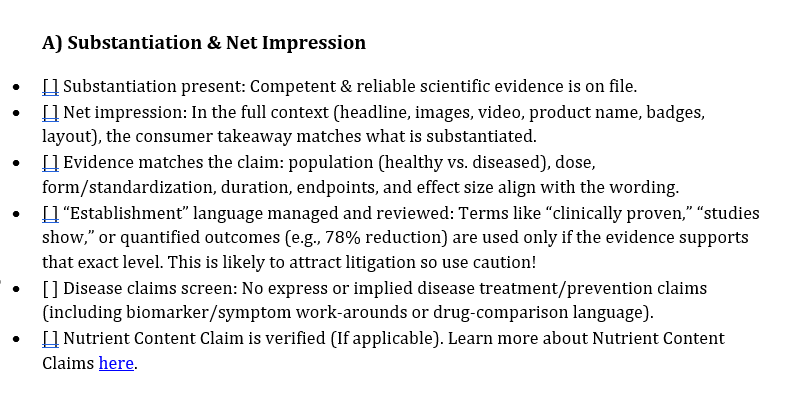 A) Substantiation & Net Impression
• [ ] Substantiation present: Competent & reliable scientific evidence is on file.
• [ ] Net impression: In the full context (headline, images, video, product name, badges,
layout), the consumer takeaway matches what is substantiated.
• [ ] Evidence matches the claim: population (healthy vs. diseased), dose,
form/standardization, duration, endpoints, and effect size align with the wording.
• [ ] “Establishment” language managed and reviewed: Terms like “clinically proven,” “studies
show,” or quantified outcomes (e.g., 78% reduction) are used only if the evidence supports
that exact level. This is likely to attract litigation so use caution!
• [ ] Disease claims screen: No express or implied disease treatment/prevention claims
(including biomarker/symptom work-arounds or drug-comparison language).
• [ ] Nutrient Content Claim is verified (If applicable). Learn more about Nutrient Content
Claims here.